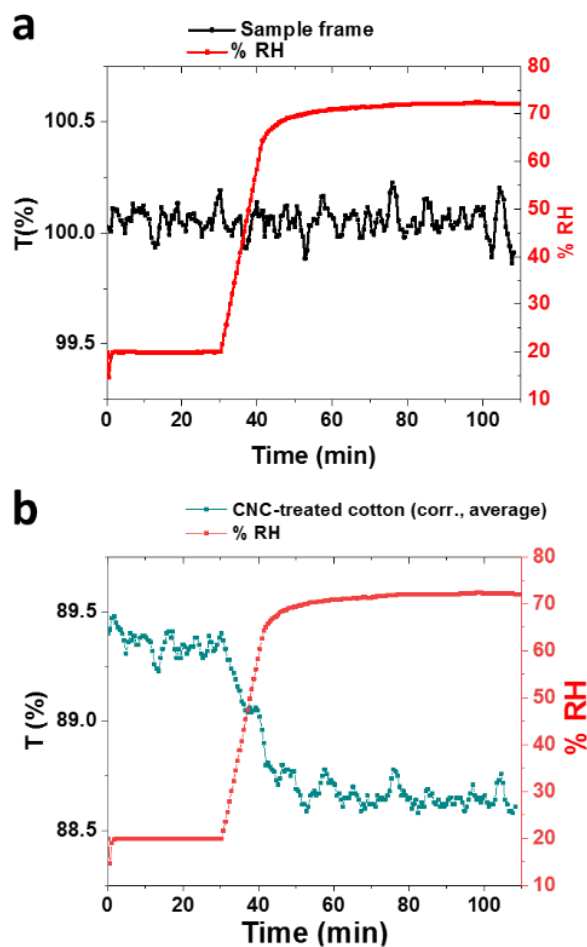 a
Sample frame
% RH
T(%)
100.5
100.0
99.5
80
70
60
50
40
30
20
10
% RH
0 20 40 60 80 100
Time (min)
b
CNC-treated cotton (corr., average)
% RH
T (%)
89.5
89.0
88.5
80
70
60
50
40
30
20
10
% RH
0 20 40 60 80 100
Time (min)